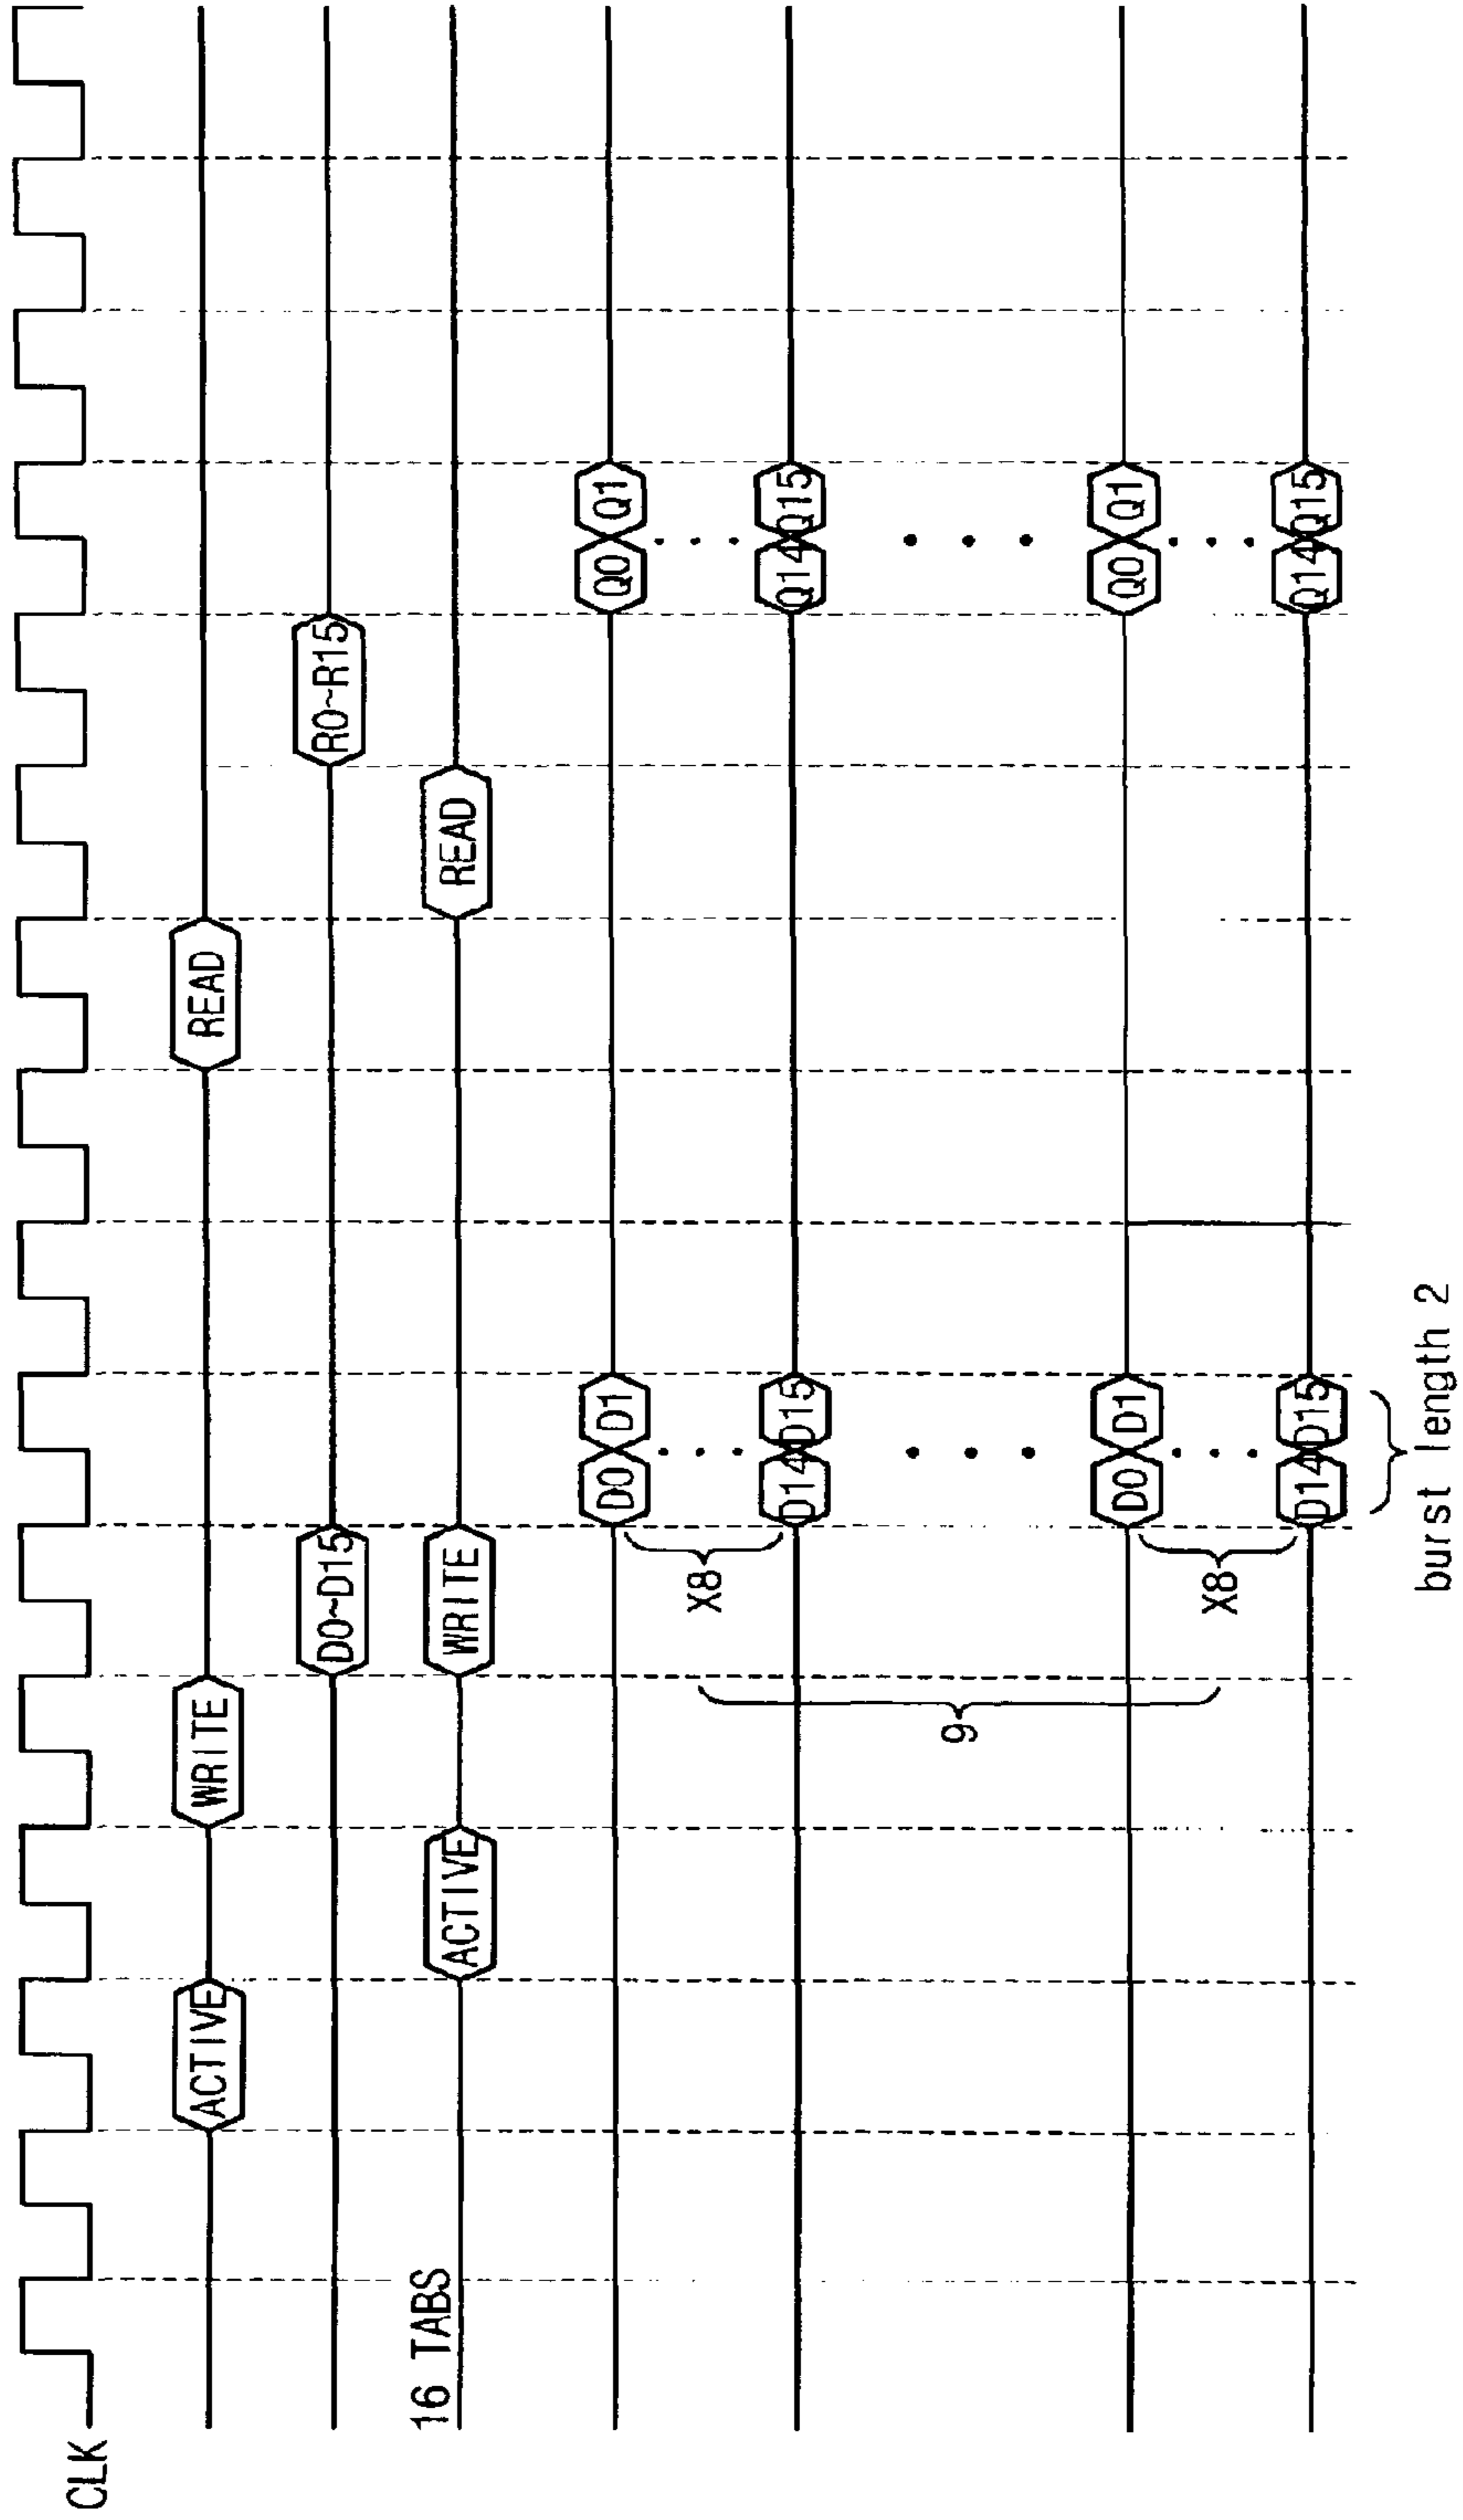 CLK
ACTIVE WRITE READ
D0~D15 R0~R15
16 TABS
ACTIVE WRITE READ
D0 D1 Q0 Q1
X8
D14 D15 Q14 Q15
9
D0 D1 Q0 Q1
X8
D14 D15 Q14 Q15
burst length 2